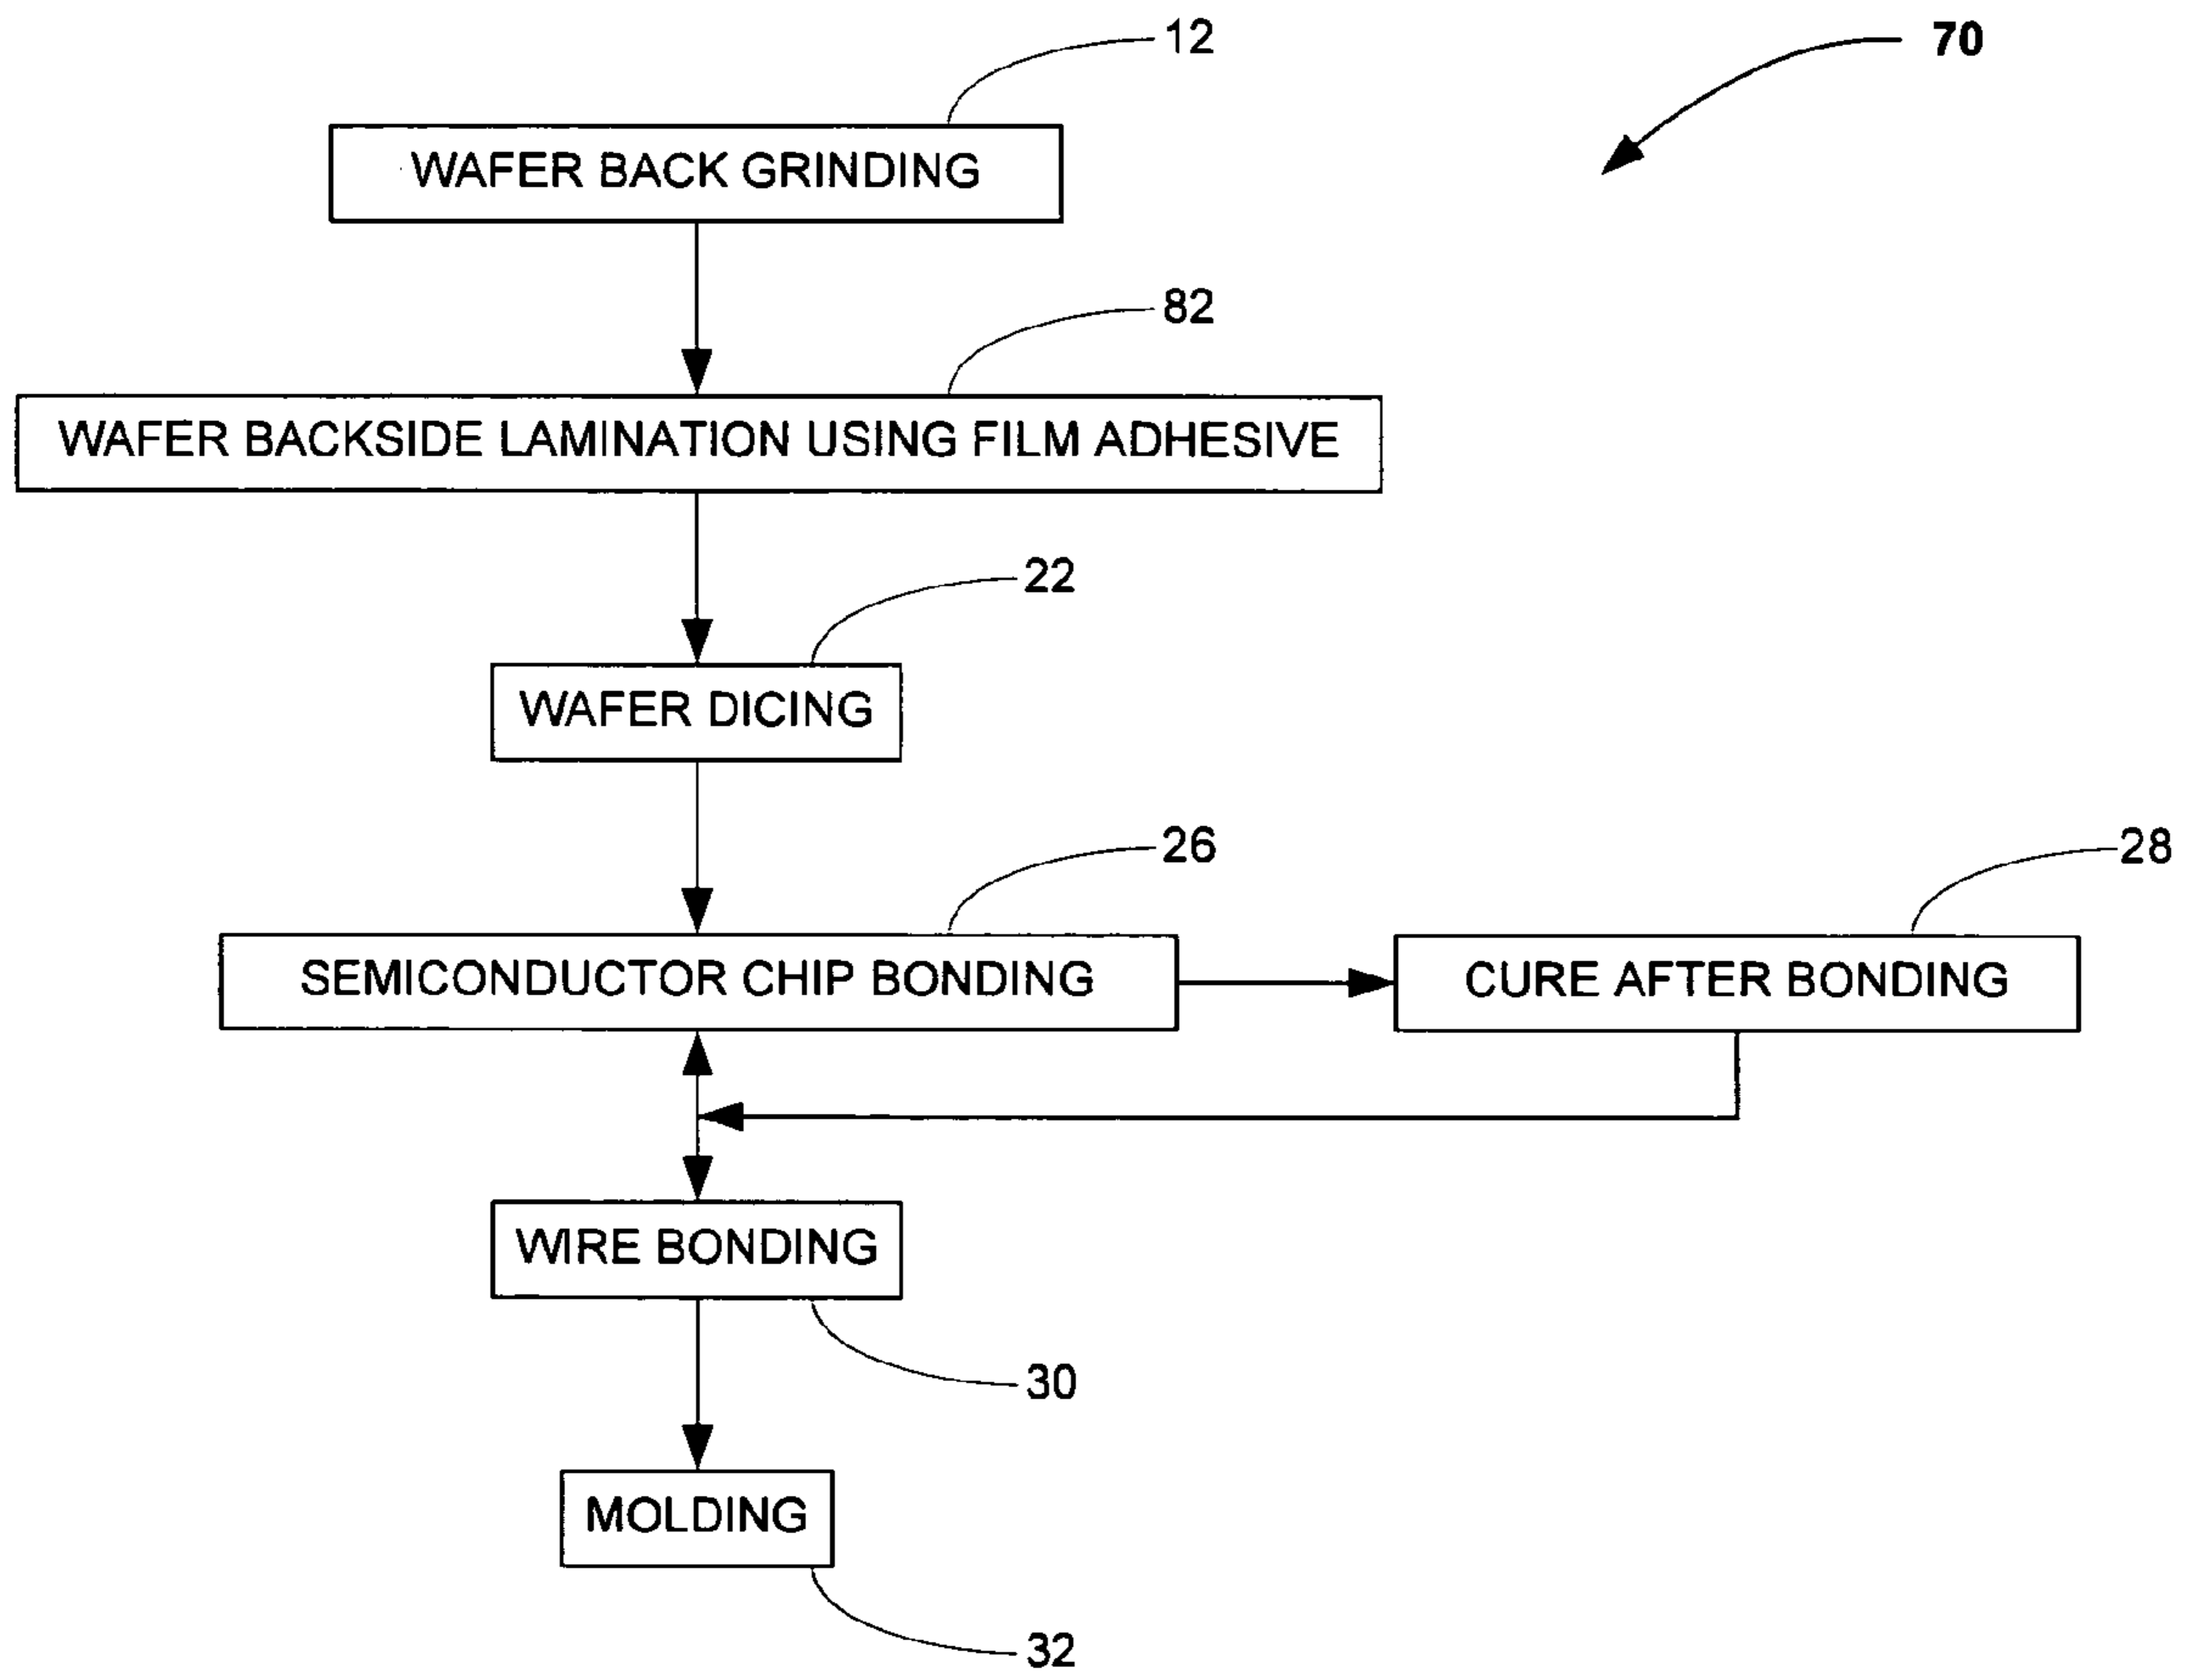 12
70
WAFER BACK GRINDING
82
WAFER BACKSIDE LAMINATION USING FILM ADHESIVE
22
WAFER DICING
26
28
SEMICONDUCTOR CHIP BONDING
CURE AFTER BONDING
WIRE BONDING
30
MOLDING
32